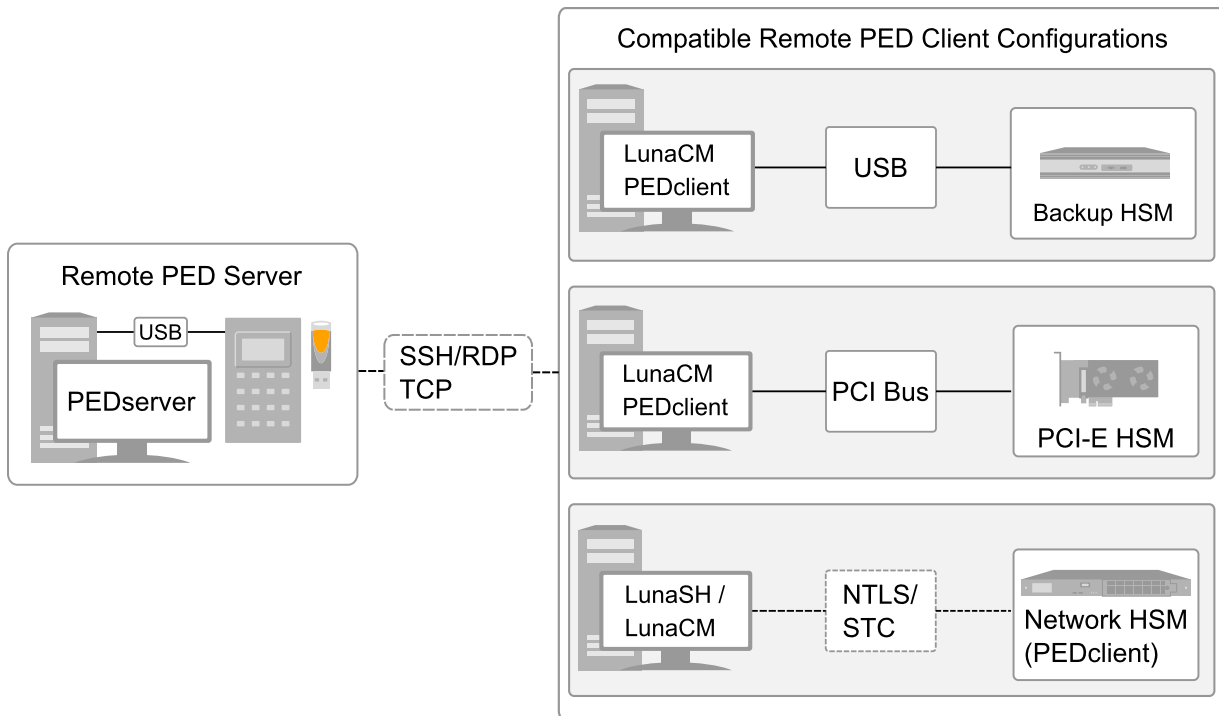 Compatible Remote PED Client Configurations
LunaCM
PEDclient
USB
Backup HSM
Remote PED Server
USB
PEDserver
SSH/RDP
TCP
LunaCM
PEDclient
PCI Bus
PCI-E HSM
LunaSH /
LunaCM
NTLS/
STC
Network HSM
(PEDclient)